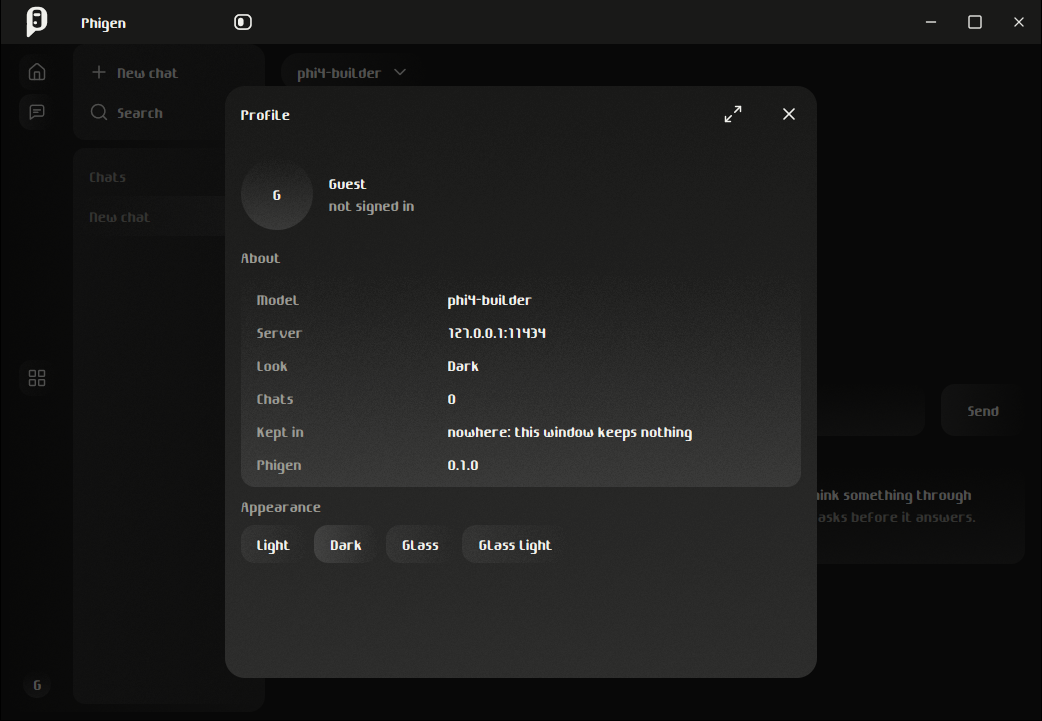 Phigen
New chat
phi4-builder
Search
Chats
New chat
Profile
G
Guest
not signed in
About
Model phi4-builder
Server 127.0.0.1:11434
Look Dark
Chats 0
Kept in nowhere: this window keeps nothing
Phigen 0.1.0
Appearance
Light Dark Glass Glass Light
Send
something through
asks before it answers.
G